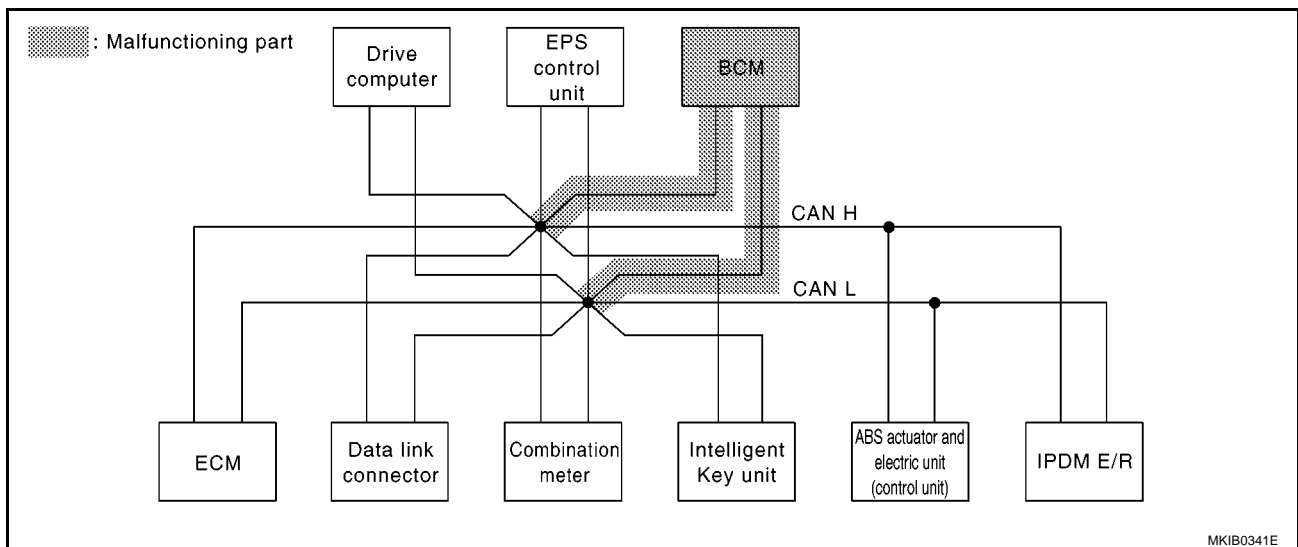 : Malfunctioning part
Drive
computer
EPS
control
unit
BCM
CAN H
CAN L
ECM
Data link
connector
Combination
meter
Intelligent
Key unit
ABS actuator and
electric unit
(control unit)
IPDM E/R
MKIB0341E